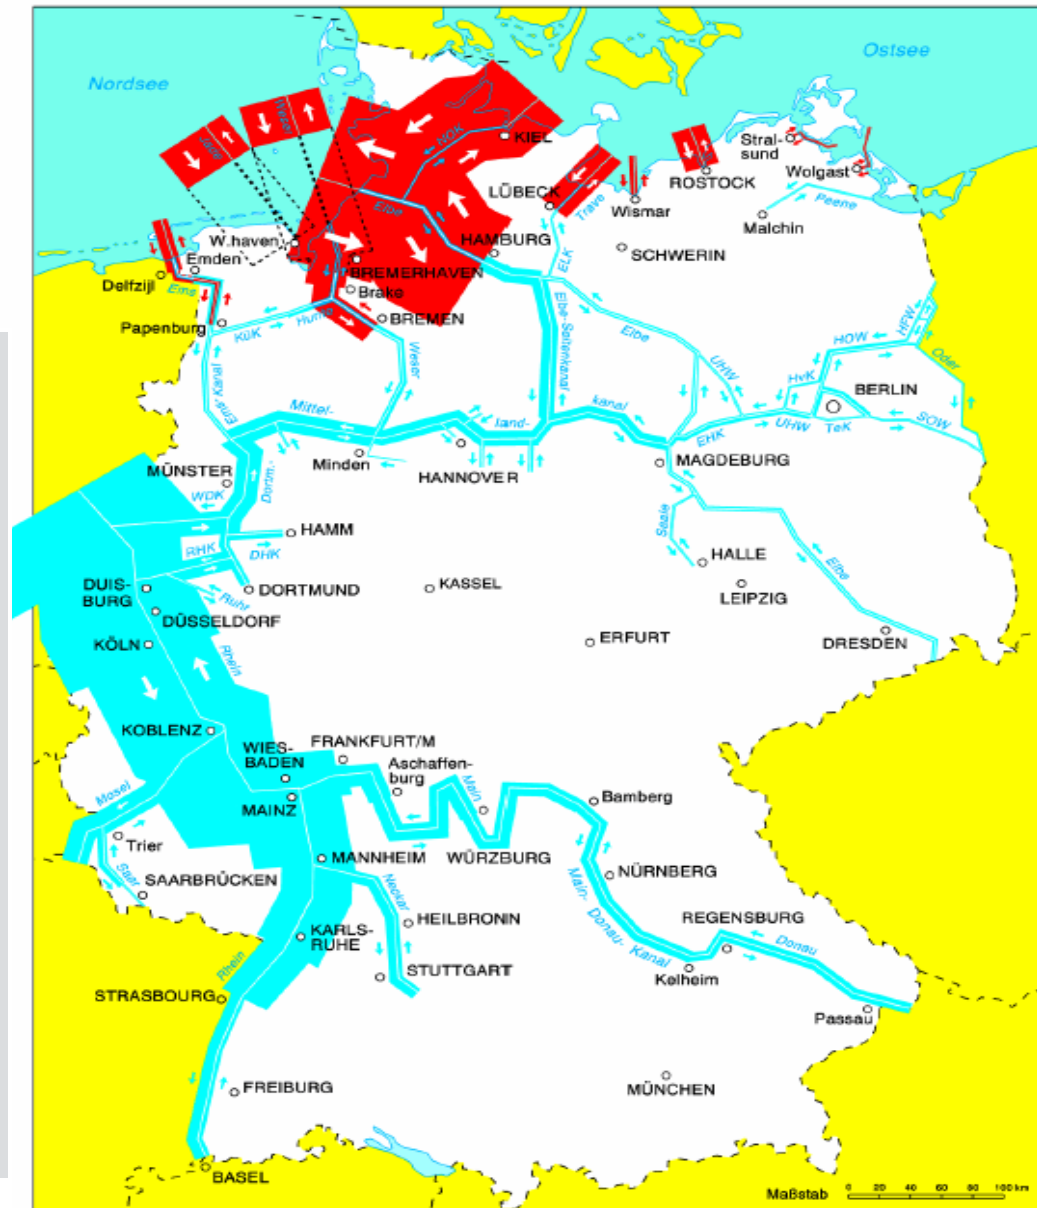 Nordsee
Ostsee
Jade
Weser
NOK
KIEL
Stral-
sund
Wolgast
ROSTOCK
LÜBECK
Trave
Wismar
Peene
Malchin
Elbe
HAMBURG
W.haven
Emden
Delfzijl
Ems
BREMERHAVEN
Brake
BREMEN
ELK
SCHWERIN
Papenburg
KüK
Hunte
Weser
Elbe-Seitenkanal
Elbe
UHW
HOW
HFW
Oder
HvK
BERLIN
Ems-Kanal
Mittel-
land-
kanal
EHK
UHW
TeK
SOW
Minden
HANNOVER
MAGDEBURG
MÜNSTER
Dortm.-
WDK
HAMM
RHK
DHK
Saale
HALLE
LEIPZIG
Elbe
DUIS-
BURG
DORTMUND
KASSEL
Ruhr
DÜSSELDORF
KÖLN
Rhein
ERFURT
DRESDEN
KOBLENZ
WIES-
BADEN
FRANKFURT/M
Aschaffen-
burg
Main
Bamberg
Mosel
MAINZ
Trier
MANNHEIM
WÜRZBURG
Saar
SAARBRÜCKEN
Neckar
NÜRNBERG
Main-Donau-Kanal
HEILBRONN
REGENSBURG
Donau
KARLS-
RUHE
Rhein
STUTTGART
Kelheim
STRASBOURG
Passau
FREIBURG
MÜNCHEN
BASEL
Maßstab
0 20 40 60 80 100 km